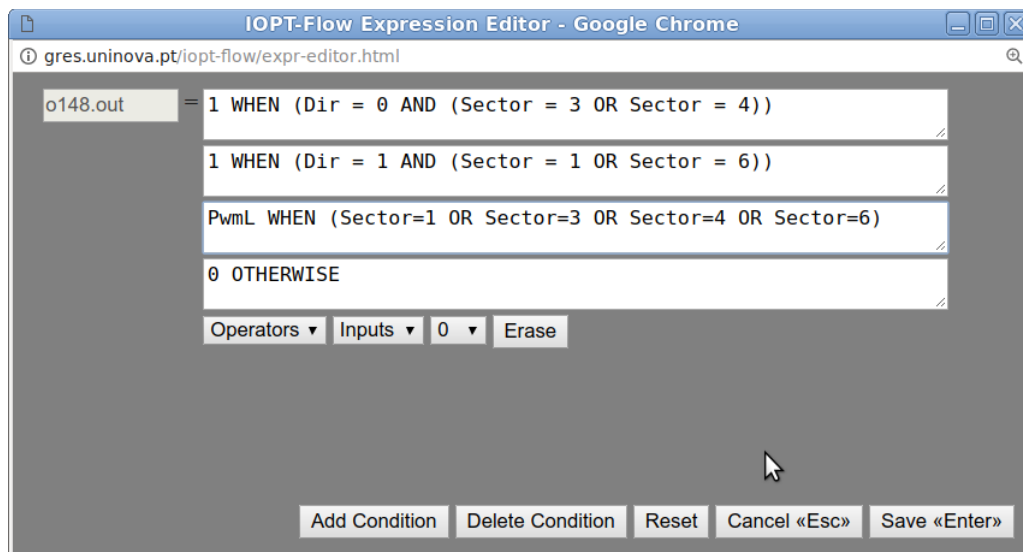 IOPT-Flow Expression Editor - Google Chrome
gres.uninova.pt/iopt-flow/expr-editor.html
o148.out = 1 WHEN (Dir = 0 AND (Sector = 3 OR Sector = 4))
1 WHEN (Dir = 1 AND (Sector = 1 OR Sector = 6))
PwmL WHEN (Sector=1 OR Sector=3 OR Sector=4 OR Sector=6)
0 OTHERWISE
Operators Inputs 0 Erase
Add Condition Delete Condition Reset Cancel «Esc» Save «Enter»